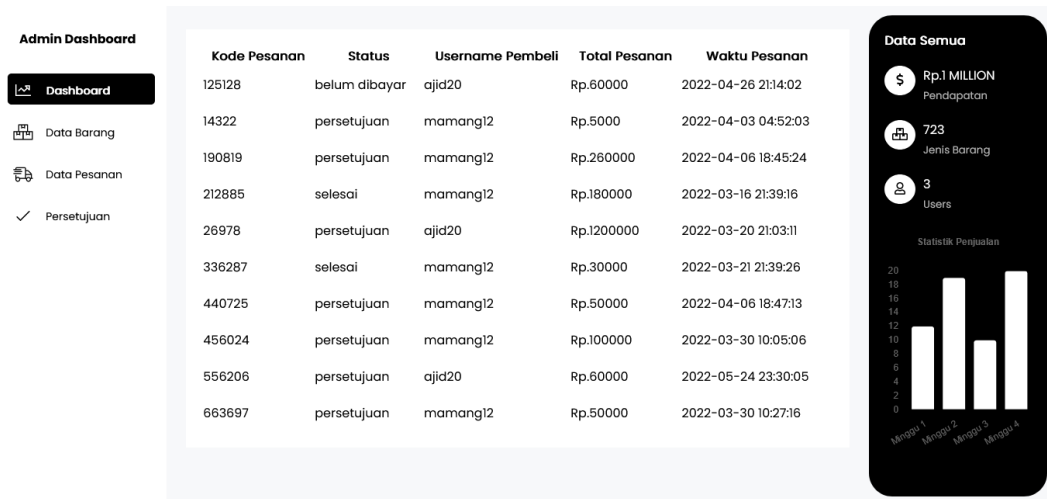 Admin Dashboard
Dashboard
Data Barang
Data Pesanan
Persetujuan
Kode Pesanan Status Username Pembeli Total Pesanan Waktu Pesanan
125128 belum dibayar ajid20 Rp.60000 2022-04-26 21:14:02
14322 persetujuan mamang12 Rp.5000 2022-04-03 04:52:03
190819 persetujuan mamang12 Rp.260000 2022-04-06 18:45:24
212885 selesai mamang12 Rp.180000 2022-03-16 21:39:16
26978 persetujuan ajid20 Rp.1200000 2022-03-20 21:03:11
336287 selesai mamang12 Rp.30000 2022-03-21 21:39:26
440725 persetujuan mamang12 Rp.50000 2022-04-06 18:47:13
456024 persetujuan mamang12 Rp.100000 2022-03-30 10:05:06
556206 persetujuan ajid20 Rp.60000 2022-05-24 23:30:05
663697 persetujuan mamang12 Rp.50000 2022-03-30 10:27:16
Data Semua
Rp.1 MILLION
Pendapatan
723
Jenis Barang
3
Users
Statistik Penjualan
20
18
16
14
12
10
8
6
4
2
0
Minggu 1 Minggu 2 Minggu 3 Minggu 4